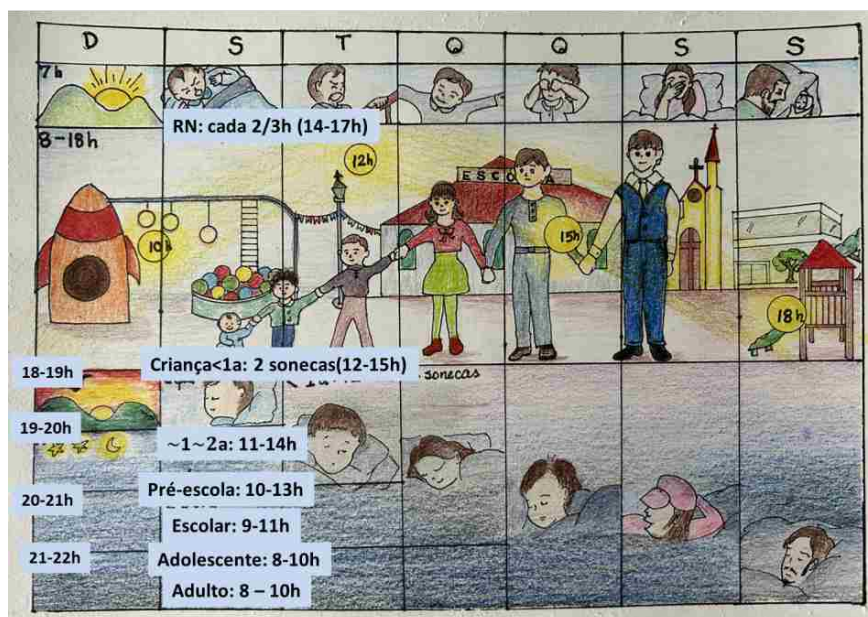 D S T Q Q S S
7h
RN: cada 2/3h (14-17h)
8-18h
12h
ESCO A
10h
15h
18h
Criança<1a: 2 sonecas(12-15h)
sonecas
18-19h
19-20h
~1~2a: 11-14h
20-21h
Pré-escola: 10-13h
Escolar: 9-11h
21-22h
Adolescente: 8-10h
Adulto: 8 – 10h